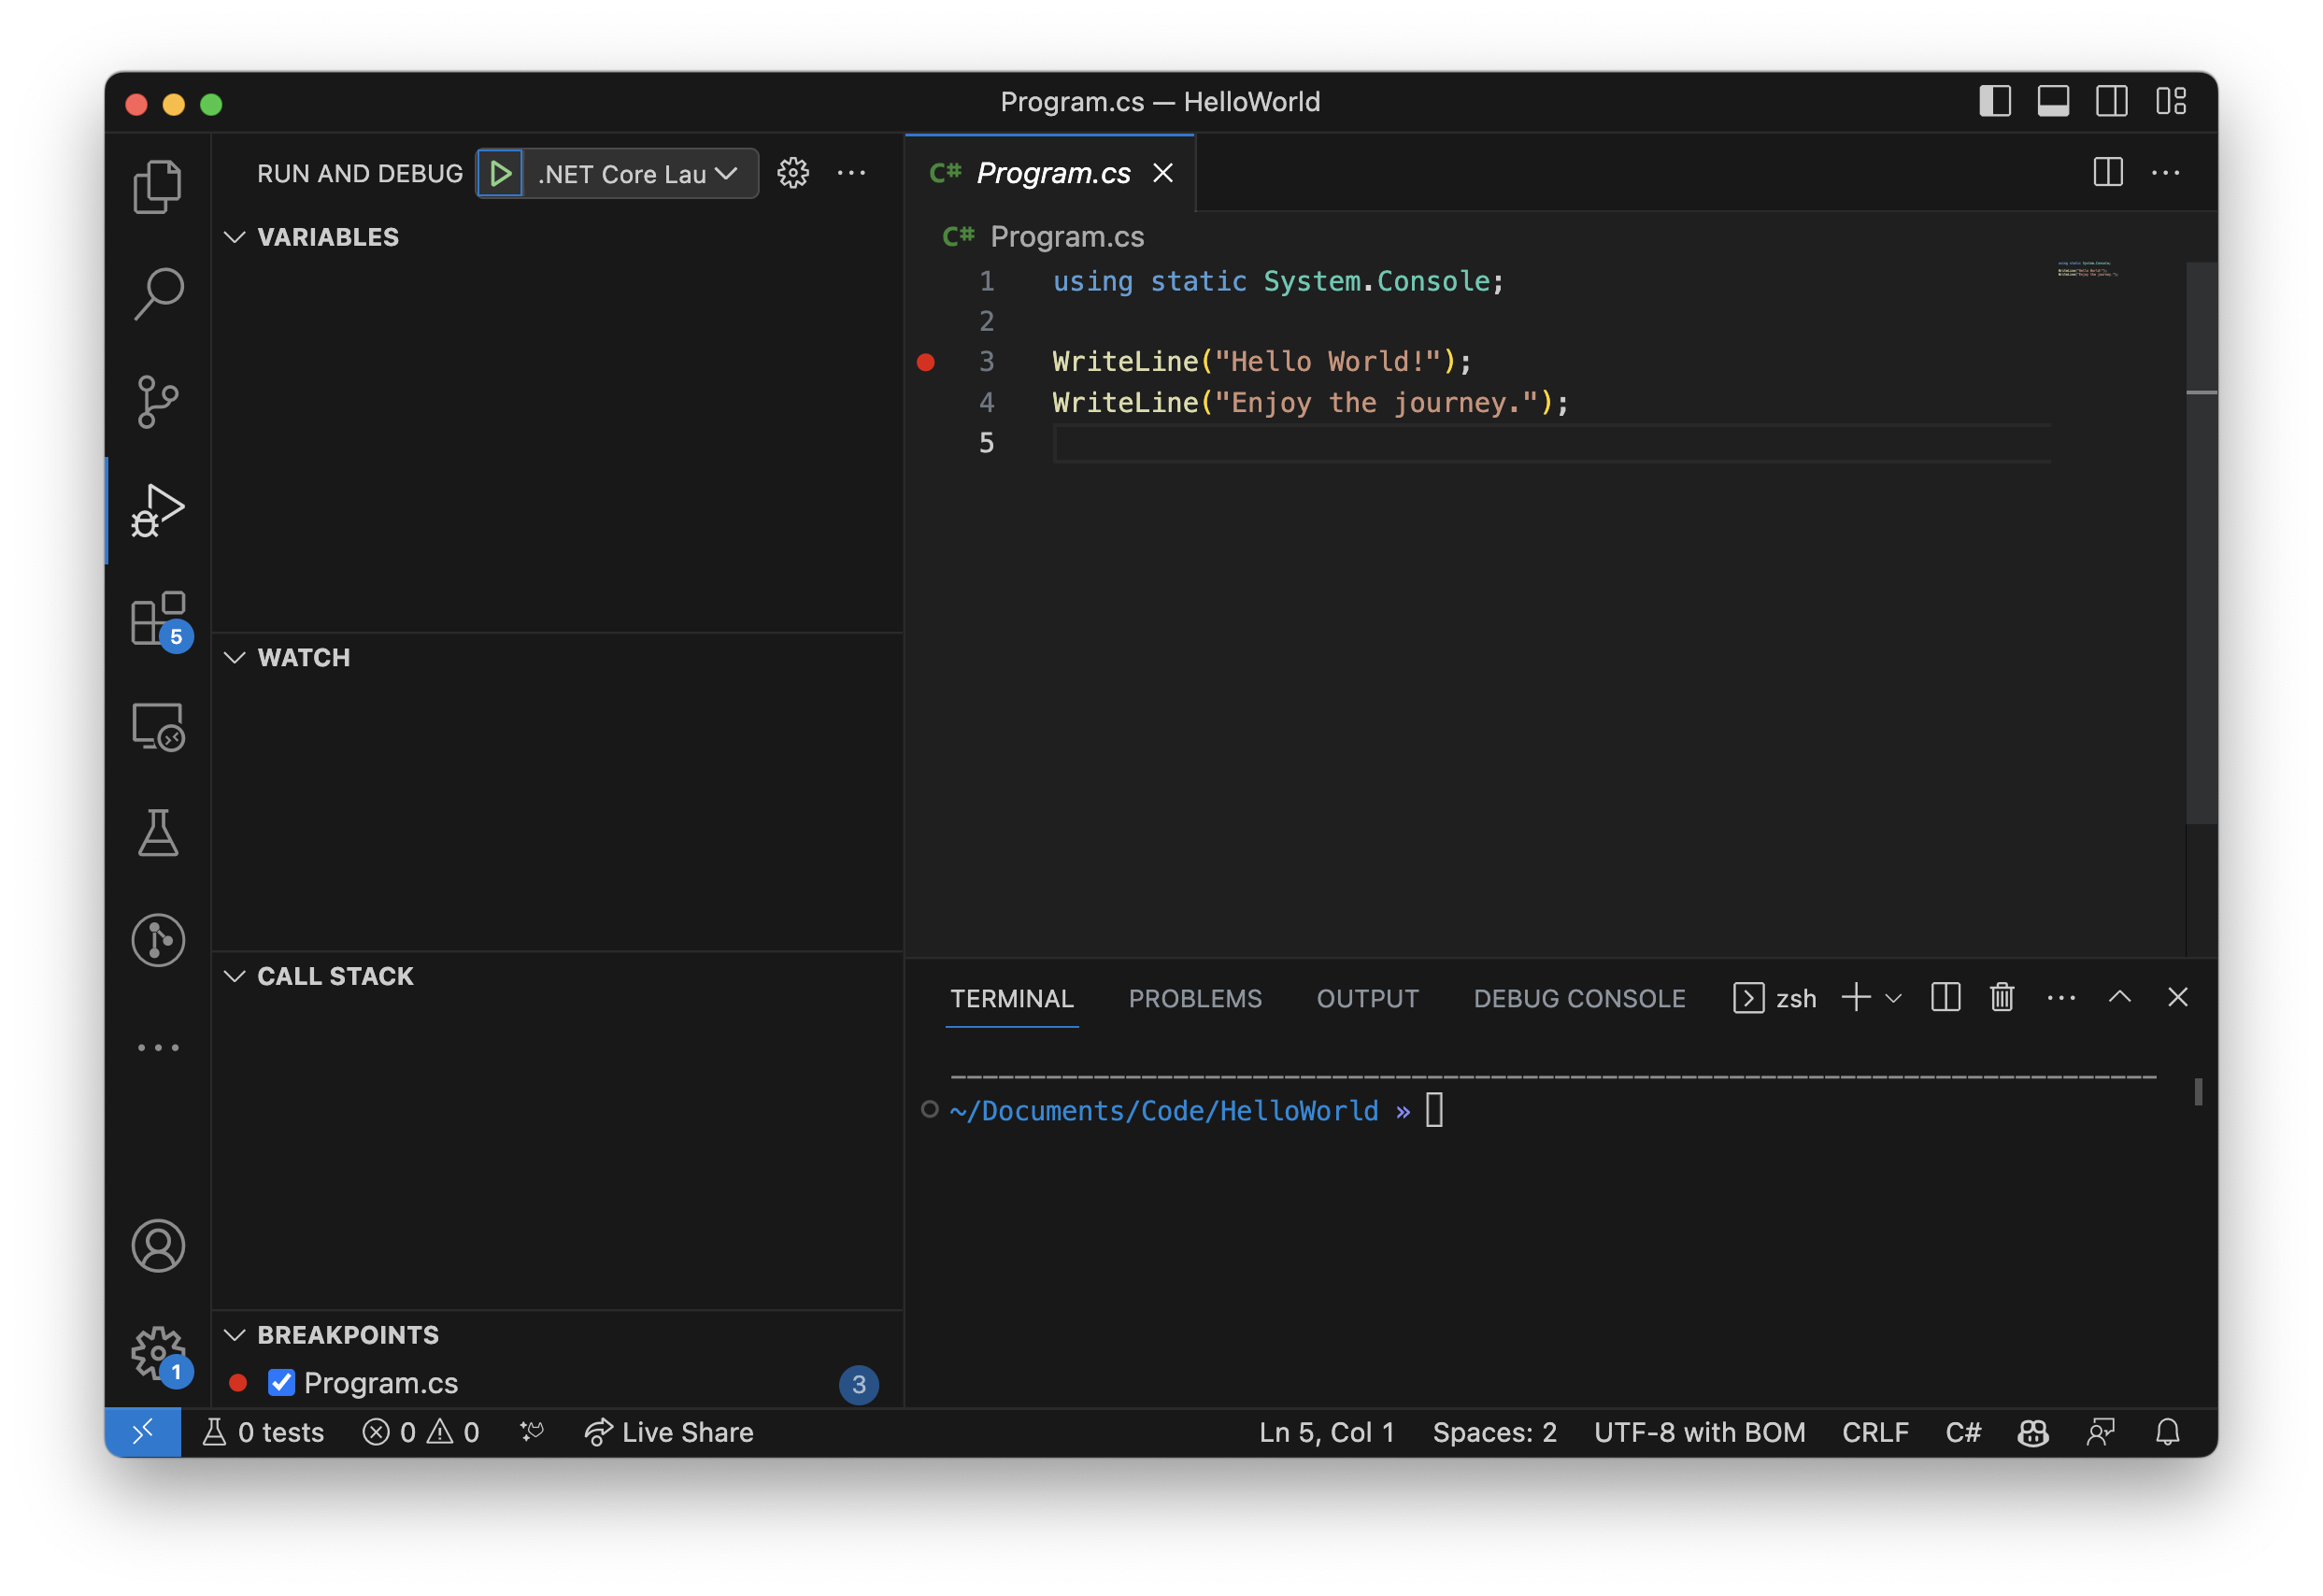 Program.cs — HelloWorld
RUN AND DEBUG .NET Core Lau
VARIABLES
WATCH
CALL STACK
BREAKPOINTS
Program.cs 3
5
1
C# Program.cs
C# Program.cs
1 using static System.Console;
2
3 WriteLine("Hello World!");
4 WriteLine("Enjoy the journey.");
5
TERMINAL PROBLEMS OUTPUT DEBUG CONSOLE zsh
~/Documents/Code/HelloWorld »
0 tests 0 0 Live Share Ln 5, Col 1 Spaces: 2 UTF-8 with BOM CRLF C#